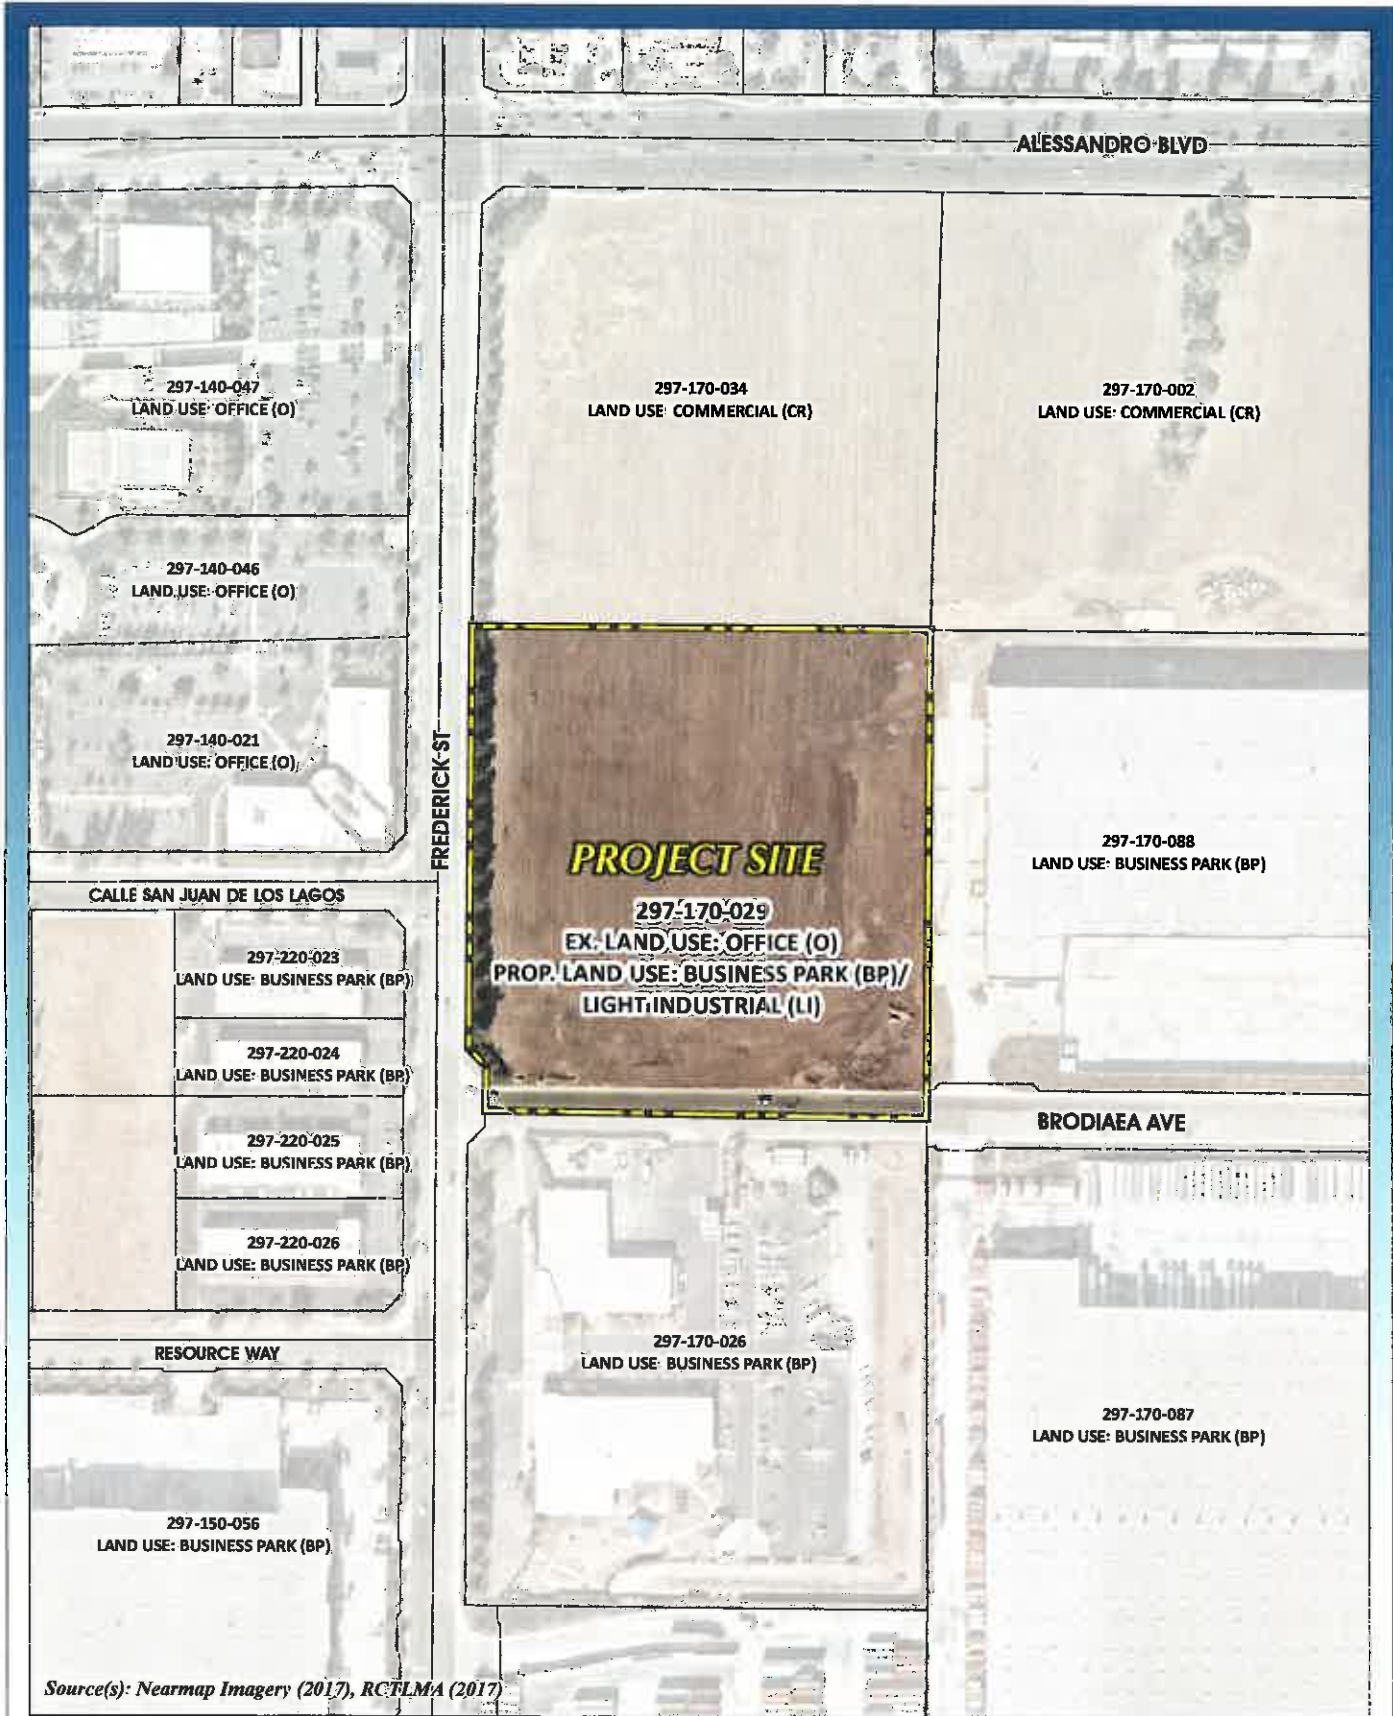 ALESSANDRO BLVD
297-140-047
LAND USE: OFFICE (O)
297-170-034
LAND USE: COMMERCIAL (CR)
297-170-002
LAND USE: COMMERCIAL (CR)
297-140-046
LAND USE: OFFICE (O)
297-140-021
LAND USE: OFFICE (O)
FREDERICK ST
PROJECT SITE
297-170-029
EX. LAND USE: OFFICE (O)
PROP. LAND USE: BUSINESS PARK (BP)/
LIGHT INDUSTRIAL (LI)
297-170-088
LAND USE: BUSINESS PARK (BP)
CALLE SAN JUAN DE LOS LAGOS
297-220-023
LAND USE: BUSINESS PARK (BP)
297-220-024
LAND USE: BUSINESS PARK (BP)
297-220-025
LAND USE: BUSINESS PARK (BP)
297-220-026
LAND USE: BUSINESS PARK (BP)
BRODIAEA AVE
RESOURCE WAY
297-170-026
LAND USE: BUSINESS PARK (BP)
297-170-087
LAND USE: BUSINESS PARK (BP)
297-150-056
LAND USE: BUSINESS PARK (BP)
Source(s): Nearmap Imagery (2017), RCTLMA (2017)